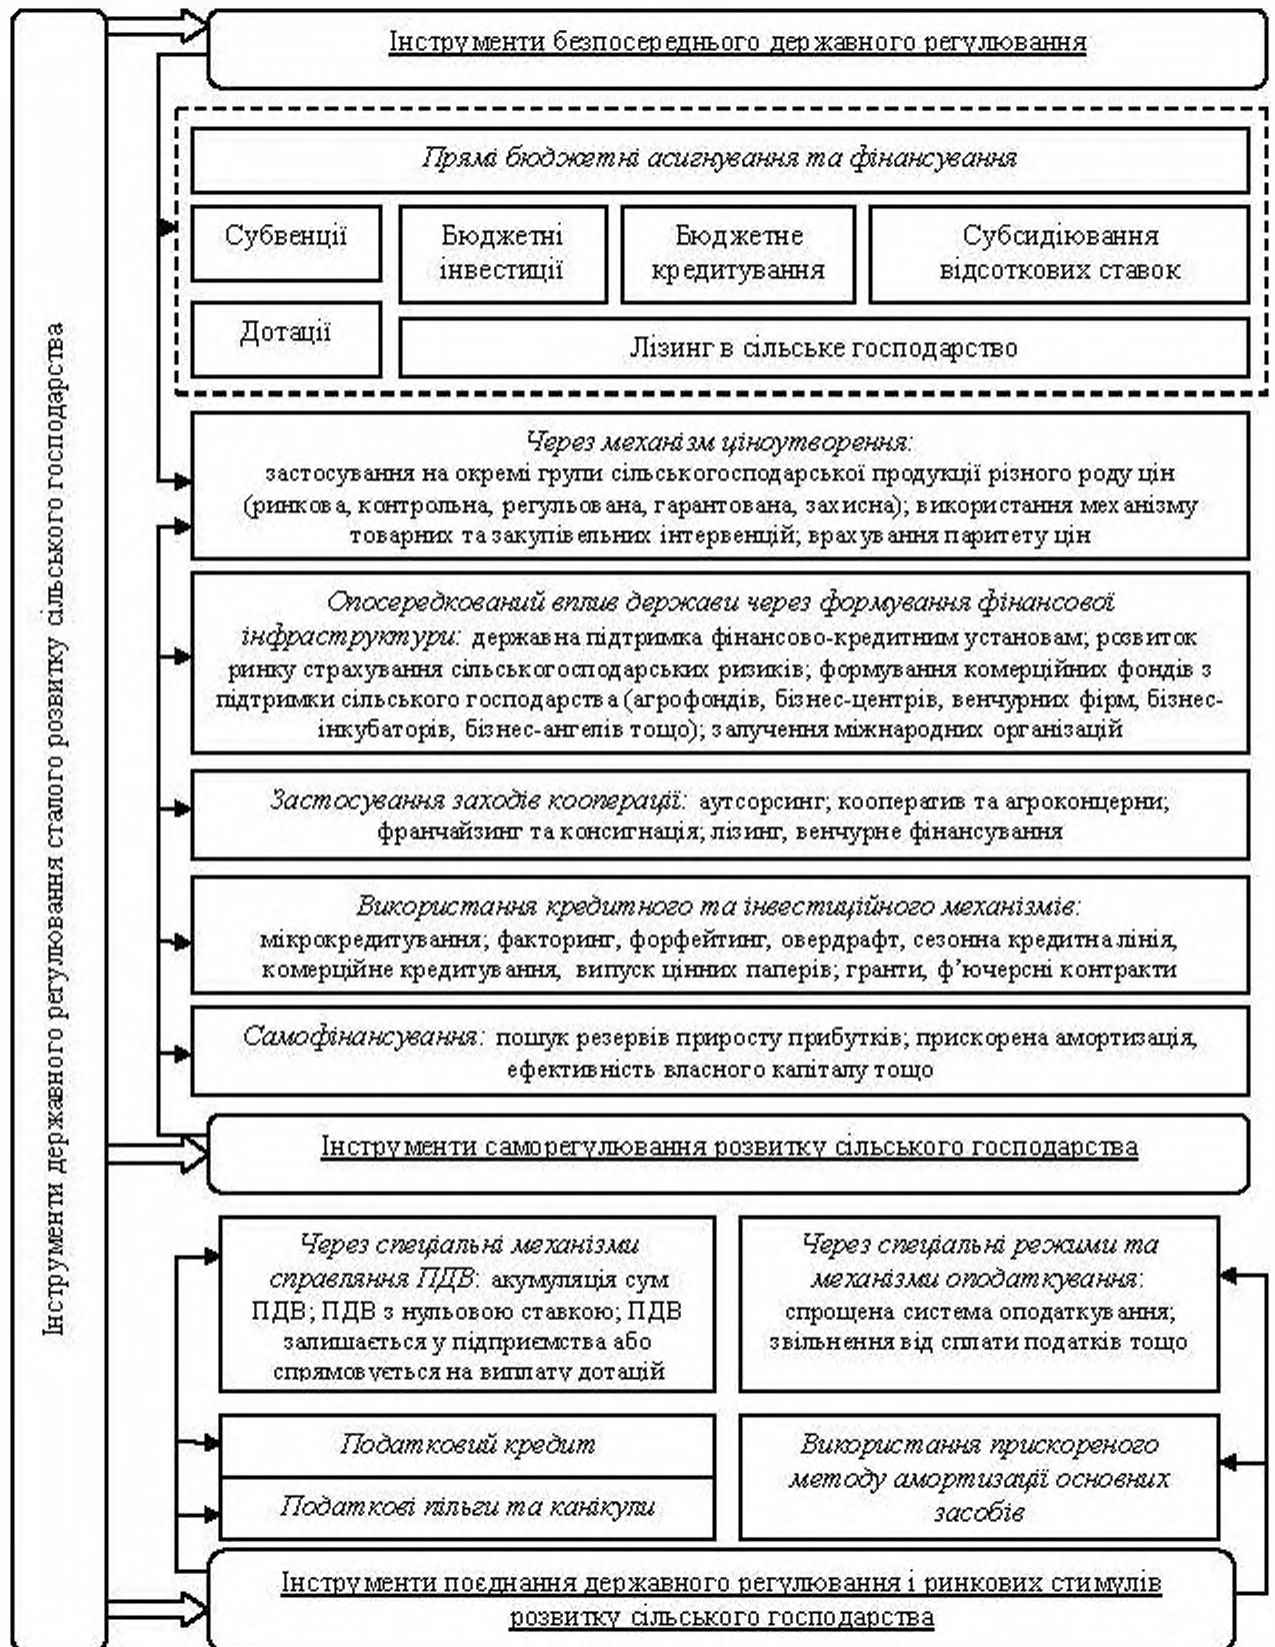 Інструменти державного регулювання сталого розвитку сільського господарства
Інструменти безпосереднього державного регулювання
Прямі бюджетні асигнування та фінансування
Субвенції
Бюджетні
інвестиції
Бюджетне
кредитування
Субсидіювання
відсоткових ставок
Дотації
Лізинг в сільське господарство
Через механізм ціноутворення:
застосування на окремі групи сільськогосподарської продукції різного роду цін
(ринкова, контрольна, регульована, гарантована, захисна); використання механізму
товарних та закупівельних інтервенцій; врахування паритету цін
Опосередкований вплив держави через формування фінансової
інфраструктури: державна підтримка фінансово-кредитним установам; розвиток
ринку страхування сільськогосподарських ризиків; формування комерційних фондів з
підтримки сільського господарства (агрофондів, бізнес-центрів, венчурних фірм, бізнес-
інкубаторів, бізнес-ангелів тощо); залучення міжнародних організацій
Застосування заходів кооперації: аутсорсинг; кооператив та агроконцерни;
франчайзинг та консигнація; лізинг, венчурне фінансування
Використання кредитного та інвестиційного механізмів:
мікрокредитування; факторинг, форфейтинг, овердрафт, сезонна кредитна лінія,
комерційне кредитування, випуск цінних паперів; гранти, ф’ючерсні контракти
Самофінансування: пошук резервів приросту прибутків; прискорена амортизація,
ефективність власного капіталу тощо
Інструменти саморегулювання розвитку сільського господарства
Через спеціальні механізми
справляння ПДВ: акумуляція сум
ПДВ; ПДВ з нульовою ставкою; ПДВ
залишається у підприємства або
спрямовується на виплату дотацій
Через спеціальні режими та
механізми оподаткування:
спрощена система оподаткування;
звільнення від сплати податків тощо
Податковий кредит
Податкові пільги та канікули
Використання прискореного
методу амортизації основних
засобів
Інструменти поєднання державного регулювання і ринкових стимулів
розвитку сільського господарства